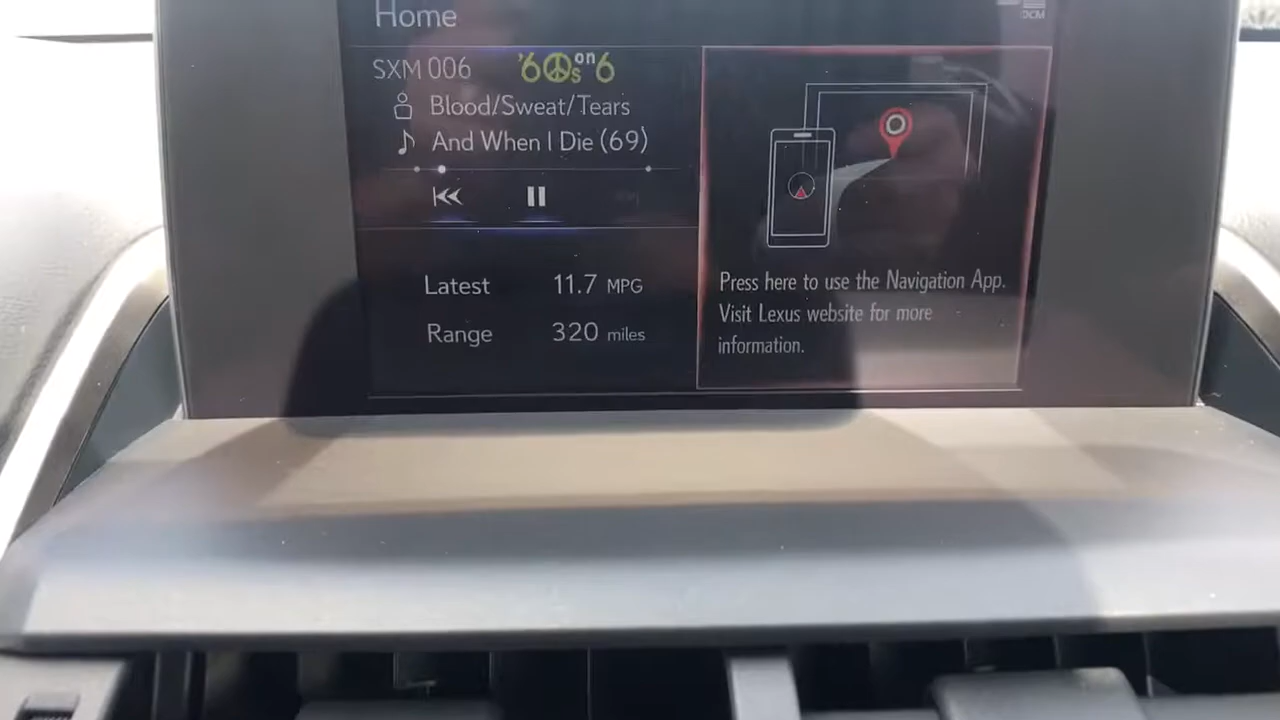 Home
DCM
SXM 006 '60s on 6
Blood/Sweat/Tears
And When I Die (69)
Latest 11.7 MPG
Range 320 miles
Press here to use the Navigation App.
Visit Lexus website for more
information.